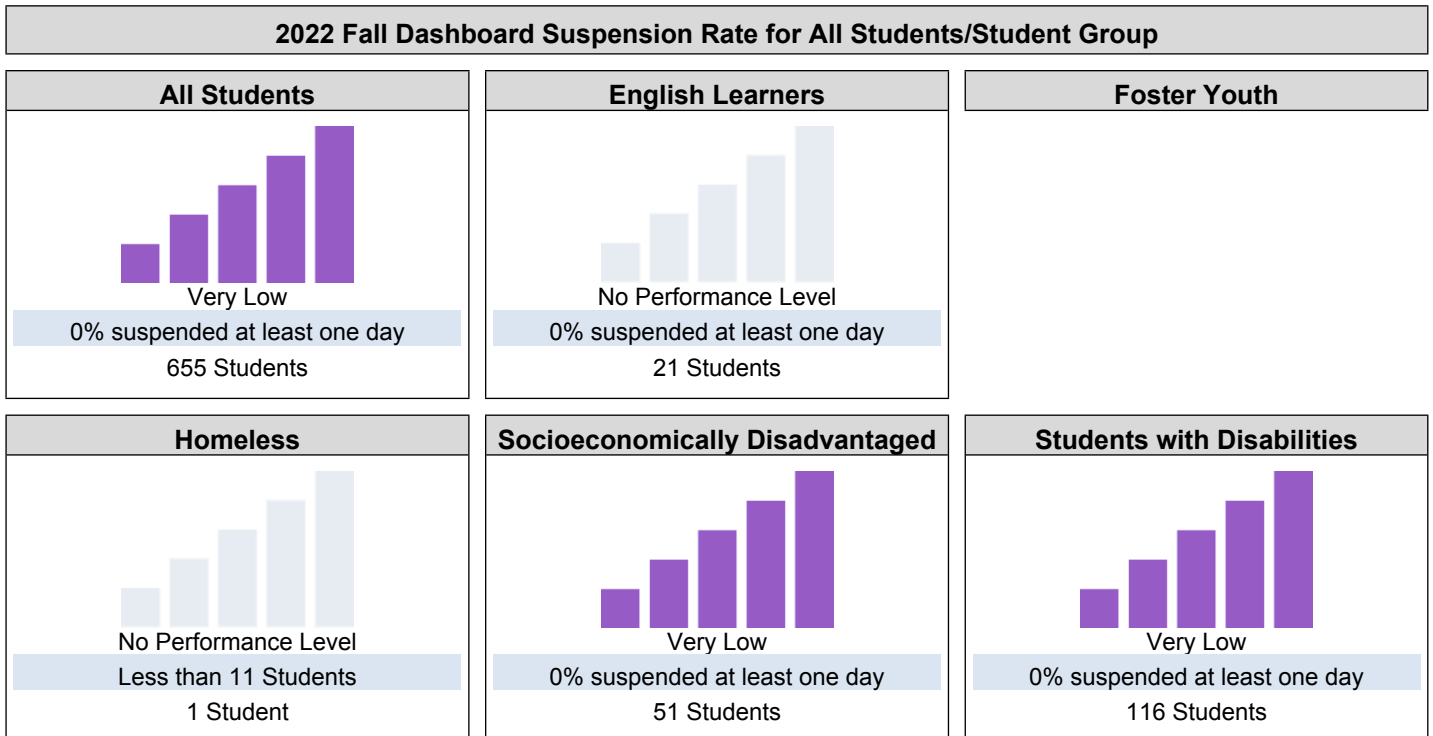 2022 Fall Dashboard Suspension Rate for All Students/Student Group
All Students
Very Low
0% suspended at least one day
655 Students
English Learners
No Performance Level
0% suspended at least one day
21 Students
Foster Youth
Homeless
No Performance Level
Less than 11 Students
1 Student
Socioeconomically Disadvantaged
Very Low
0% suspended at least one day
51 Students
Students with Disabilities
Very Low
0% suspended at least one day
116 Students